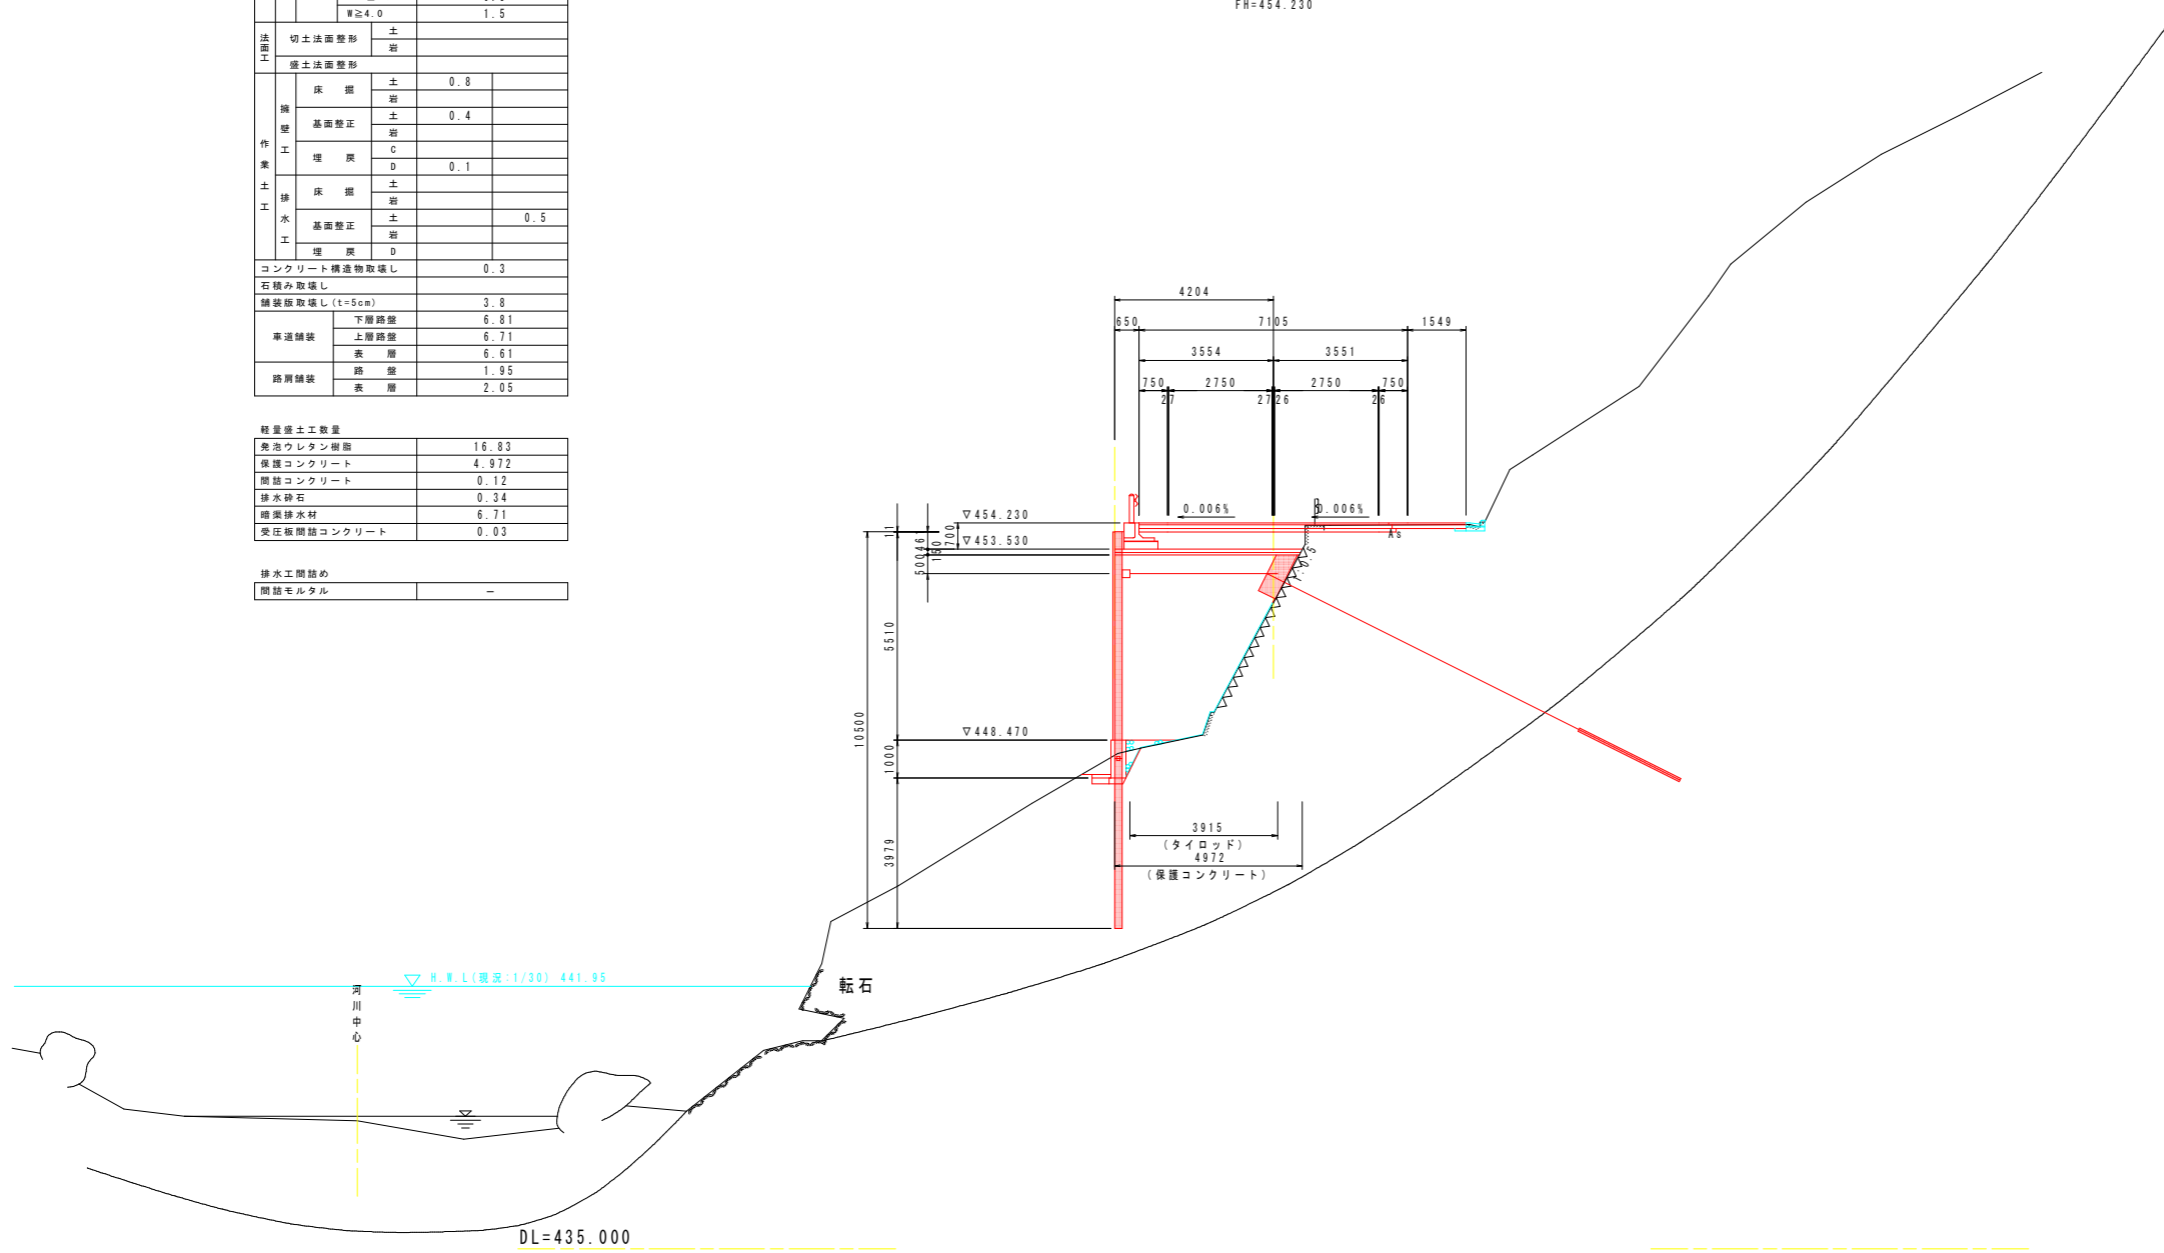 W≧4.0 1.5
法面工 切土法面整形 土
岩
盛土法面整形
作業土工 擁壁工 床掘 土 0.8
岩
基面整正 土 0.4
岩
埋戻 C
D 0.1
排水工 床掘 土
岩
基面整正 土 0.5
岩
埋戻 D
コンクリート構造物取壊し 0.3
石積み取壊し
舗装版取壊し(t=5cm) 3.8
車道舗装 下層路盤 6.81
上層路盤 6.71
表層 6.61
路肩舗装 路盤 1.95
表層 2.05
軽量盛土工数量
発泡ウレタン樹脂 16.83
保護コンクリート 4.972
間詰コンクリート 0.12
排水砕石 0.34
暗渠排水材 6.71
受圧板間詰コンクリート 0.03
排水工間詰め
間詰モルタル －
FH=454.230
4204
650 7105 1549
3554 3551
750 2750 2750 750
27 27 26 26
0.006% 0.006%
▽454.230
▽453.530
▽448.470
11
700
150
46
500
5510
10500
1000
3979
A's
1:0.5
3915
(タイロッド)
4972
(保護コンクリート)
H.W.L(現況:1/30) 441.95
河川中心
転石
DL=435.000